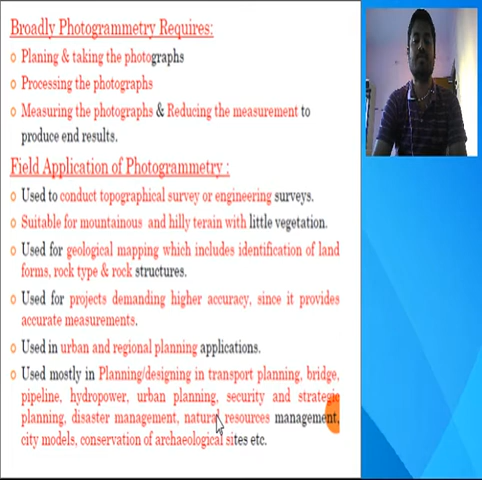 Broadly Photogrammetry Requires:
Planing & taking the photographs
Processing the photographs
Measuring the photographs & Reducing the measurement to
produce end results.
Field Application of Photogrammetry :
Used to conduct topographical survey or engineering surveys.
Suitable for mountainous and hilly terain with little vegetation.
Used for geological mapping which includes identification of land
forms, rock type & rock structures.
Used for projects demanding higher accuracy, since it provides
accurate measurements.
Used in urban and regional planning applications.
Used mostly in Planning/designing in transport planning, bridge,
pipeline, hydropower, urban planning, security and strategic
planning, disaster management, natural resources management,
city models, conservation of archaeological sites etc.